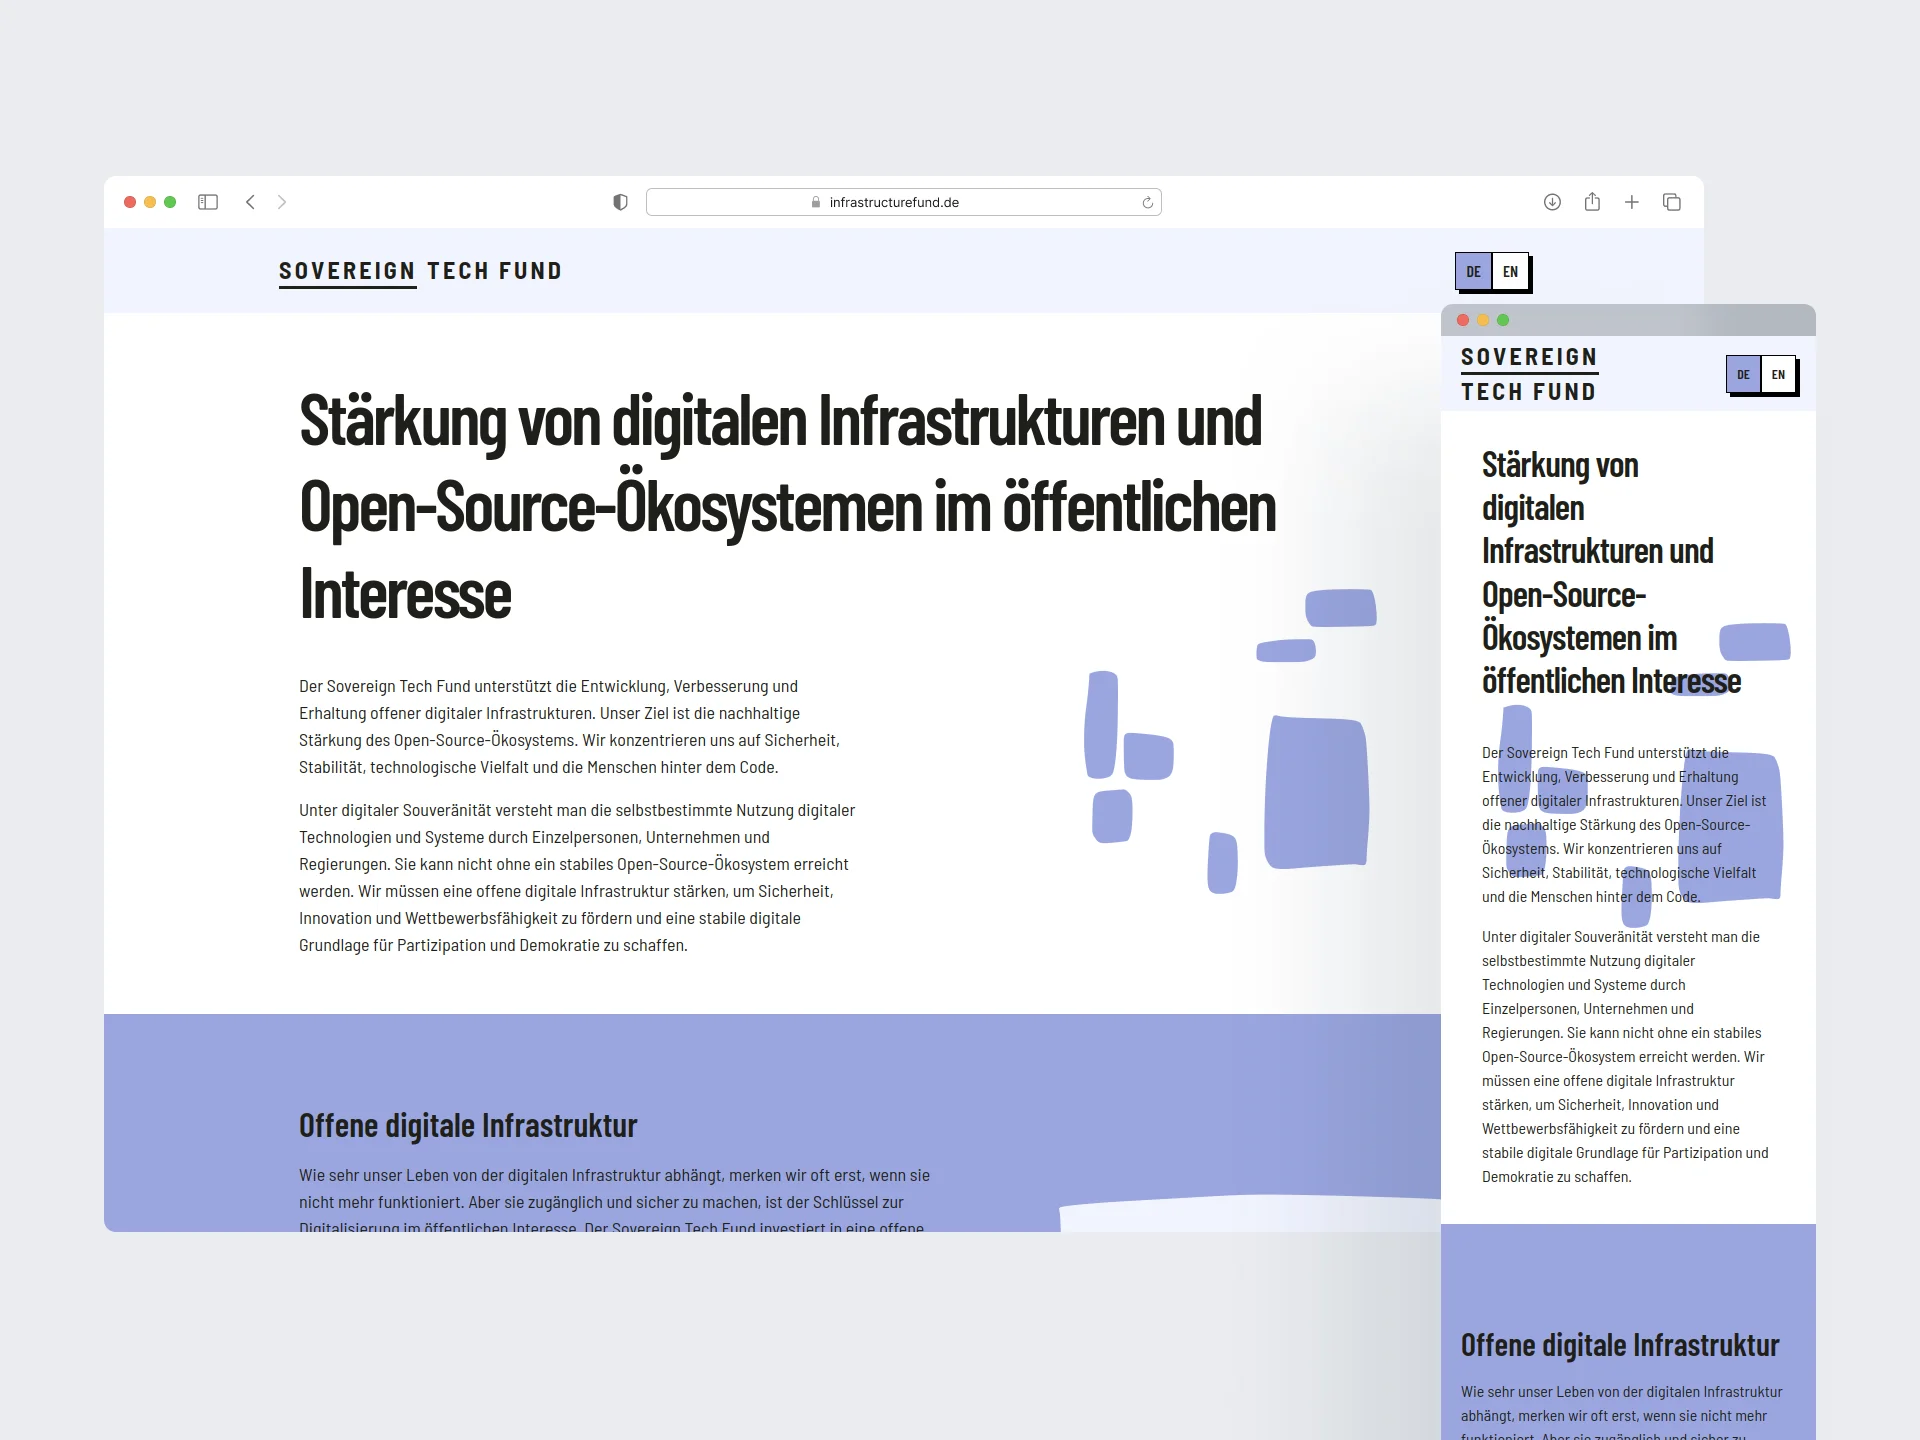 infrastructurefund.de
SOVEREIGN TECH FUND
DE EN
Stärkung von digitalen Infrastrukturen und
Open-Source-Ökosystemen im öffentlichen
Interesse
Der Sovereign Tech Fund unterstützt die Entwicklung, Verbesserung und
Erhaltung offener digitaler Infrastrukturen. Unser Ziel ist die nachhaltige
Stärkung des Open-Source-Ökosystems. Wir konzentrieren uns auf Sicherheit,
Stabilität, technologische Vielfalt und die Menschen hinter dem Code.
Unter digitaler Souveränität versteht man die selbstbestimmte Nutzung digitaler
Technologien und Systeme durch Einzelpersonen, Unternehmen und
Regierungen. Sie kann nicht ohne ein stabiles Open-Source-Ökosystem erreicht
werden. Wir müssen eine offene digitale Infrastruktur stärken, um Sicherheit,
Innovation und Wettbewerbsfähigkeit zu fördern und eine stabile digitale
Grundlage für Partizipation und Demokratie zu schaffen.
Offene digitale Infrastruktur
Wie sehr unser Leben von der digitalen Infrastruktur abhängt, merken wir oft erst, wenn sie
nicht mehr funktioniert. Aber sie zugänglich und sicher zu machen, ist der Schlüssel zur
Digitalisierung im öffentlichen Interesse. Der Sovereign Tech Fund investiert in eine offene
SOVEREIGN
TECH FUND
DE EN
Stärkung von
digitalen
Infrastrukturen und
Open-Source-
Ökosystemen im
öffentlichen Interesse
Der Sovereign Tech Fund unterstützt die
Entwicklung, Verbesserung und Erhaltung
offener digitaler Infrastrukturen. Unser Ziel ist
die nachhaltige Stärkung des Open-Source-
Ökosystems. Wir konzentrieren uns auf
Sicherheit, Stabilität, technologische Vielfalt
und die Menschen hinter dem Code.
Unter digitaler Souveränität versteht man die
selbstbestimmte Nutzung digitaler
Technologien und Systeme durch
Einzelpersonen, Unternehmen und
Regierungen. Sie kann nicht ohne ein stabiles
Open-Source-Ökosystem erreicht werden. Wir
müssen eine offene digitale Infrastruktur
stärken, um Sicherheit, Innovation und
Wettbewerbsfähigkeit zu fördern und eine
stabile digitale Grundlage für Partizipation und
Demokratie zu schaffen.
Offene digitale Infrastruktur
Wie sehr unser Leben von der digitalen Infrastruktur
abhängt, merken wir oft erst, wenn sie nicht mehr
funktioniert. Aber sie zugänglich und sicher zu